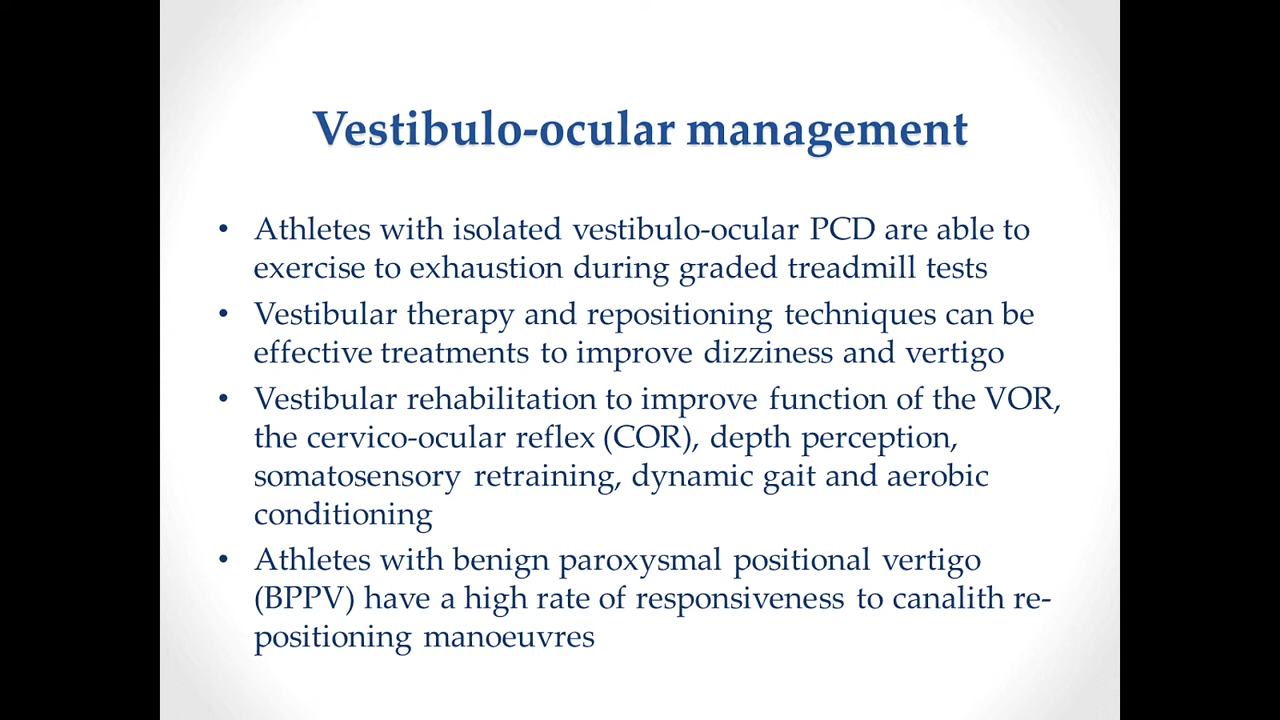 Vestibulo-ocular management
• Athletes with isolated vestibulo-ocular PCD are able to
exercise to exhaustion during graded treadmill tests
• Vestibular therapy and repositioning techniques can be
effective treatments to improve dizziness and vertigo
• Vestibular rehabilitation to improve function of the VOR,
the cervico-ocular reflex (COR), depth perception,
somatosensory retraining, dynamic gait and aerobic
conditioning
• Athletes with benign paroxysmal positional vertigo
(BPPV) have a high rate of responsiveness to canalith re-
positioning manoeuvres